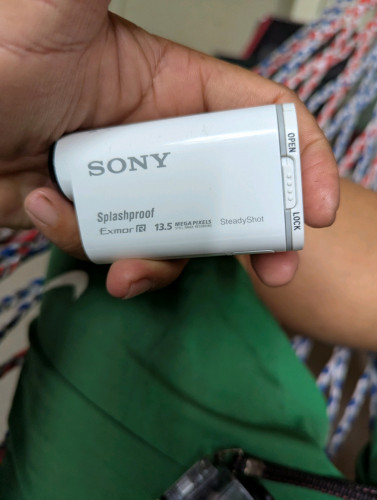 SONY
Splashproof
Exmor R 13.5 MEGA PIXELS SteadyShot
OPEN
LOCK